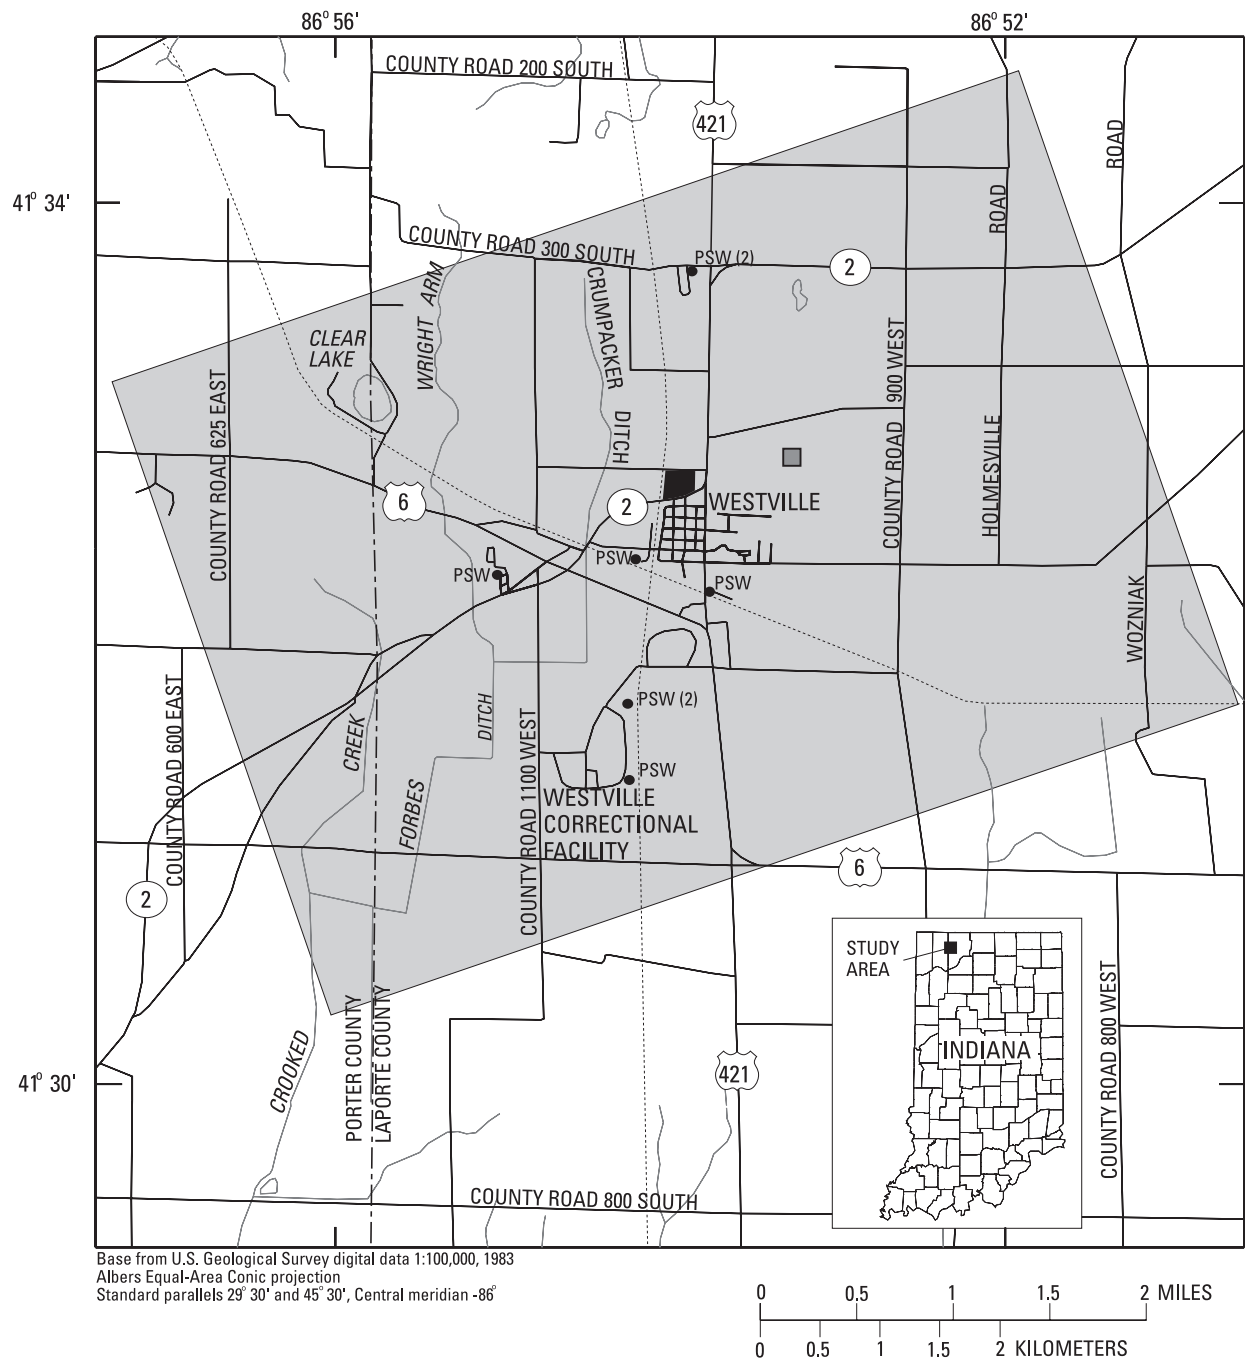 86° 56'
86° 52'
COUNTY ROAD 200 SOUTH
421
ROAD
41° 34'
ROAD
COUNTY ROAD 300 SOUTH
PSW (2)
2
WRIGHT ARM
CRUMPACKER
DITCH
CLEAR
LAKE
COUNTY ROAD 900 WEST
COUNTY ROAD 625 EAST
HOLMESVILLE
6
2
WESTVILLE
PSW
PSW
PSW
WOZNIAK
COUNTY ROAD 600 EAST
CREEK
DITCH
PSW (2)
COUNTY ROAD 1100 WEST
PSW
FORBES
WESTVILLE
CORRECTIONAL
FACILITY
6
2
STUDY
AREA
INDIANA
COUNTY ROAD 800 WEST
CROOKED
PORTER COUNTY
LAPORTE COUNTY
41° 30'
421
COUNTY ROAD 800 SOUTH
Base from U.S. Geological Survey digital data 1:100,000, 1983
Albers Equal-Area Conic projection
Standard parallels 29° 30' and 45° 30', Central meridian -86°
0 0.5 1 1.5 2 MILES
0 0.5 1 1.5 2 KILOMETERS